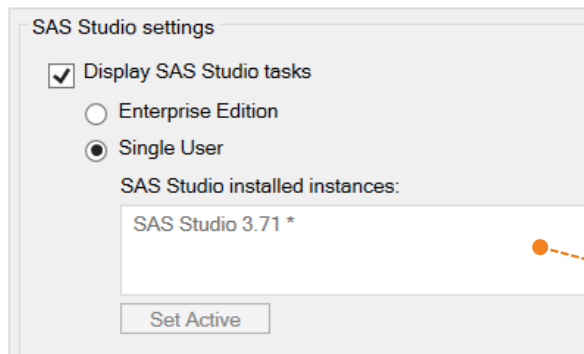 SAS Studio settings
Display SAS Studio tasks
Enterprise Edition
Single User
SAS Studio installed instances:
SAS Studio 3.71 *
Set Active